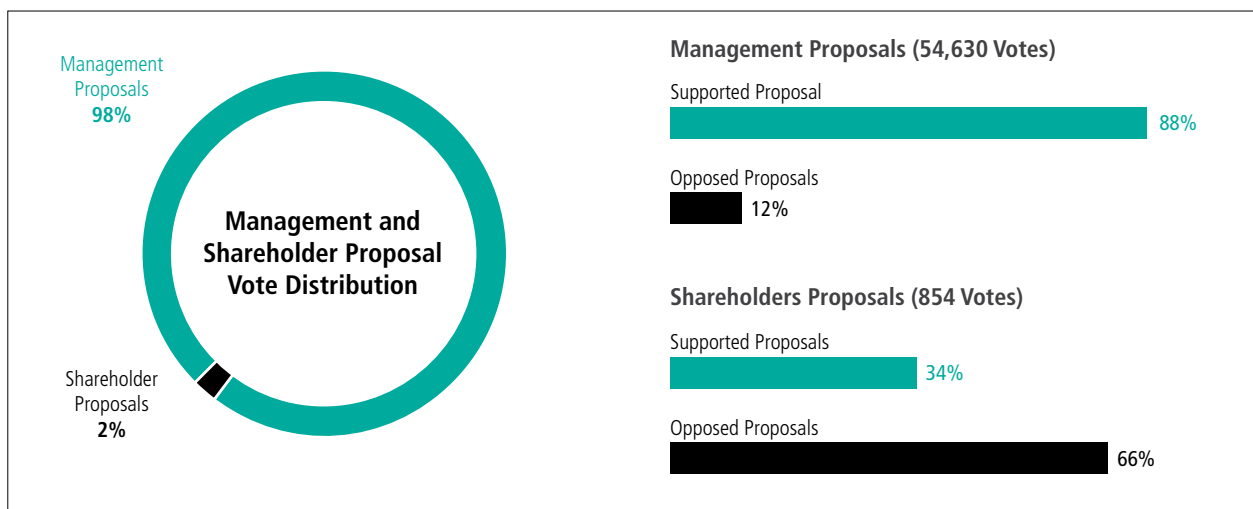 Management
Proposals
98%
Management and
Shareholder Proposal
Vote Distribution
Shareholder
Proposals
2%
Management Proposals (54,630 Votes)
Supported Proposal
88%
Opposed Proposals
12%
Shareholders Proposals (854 Votes)
Supported Proposals
34%
Opposed Proposals
66%